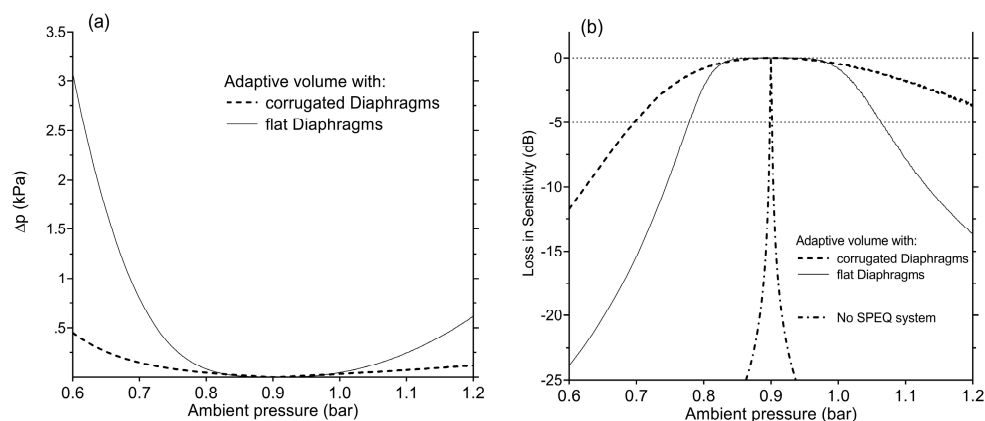 (a)
3.5
3
2.5
2
1.5
1
.5
Δp (kPa)
Adaptive volume with:
corrugated Diaphragms
flat Diaphragms
0.6 0.7 0.8 0.9 1.0 1.1 1.2
Ambient pressure (bar)
(b)
0
-5
-10
-15
-20
-25
Loss in Sensitivity (dB)
Adaptive volume with:
corrugated Diaphragms
flat Diaphragms
No SPEQ system
0.6 0.7 0.8 0.9 1.0 1.1 1.2
Ambient pressure (bar)